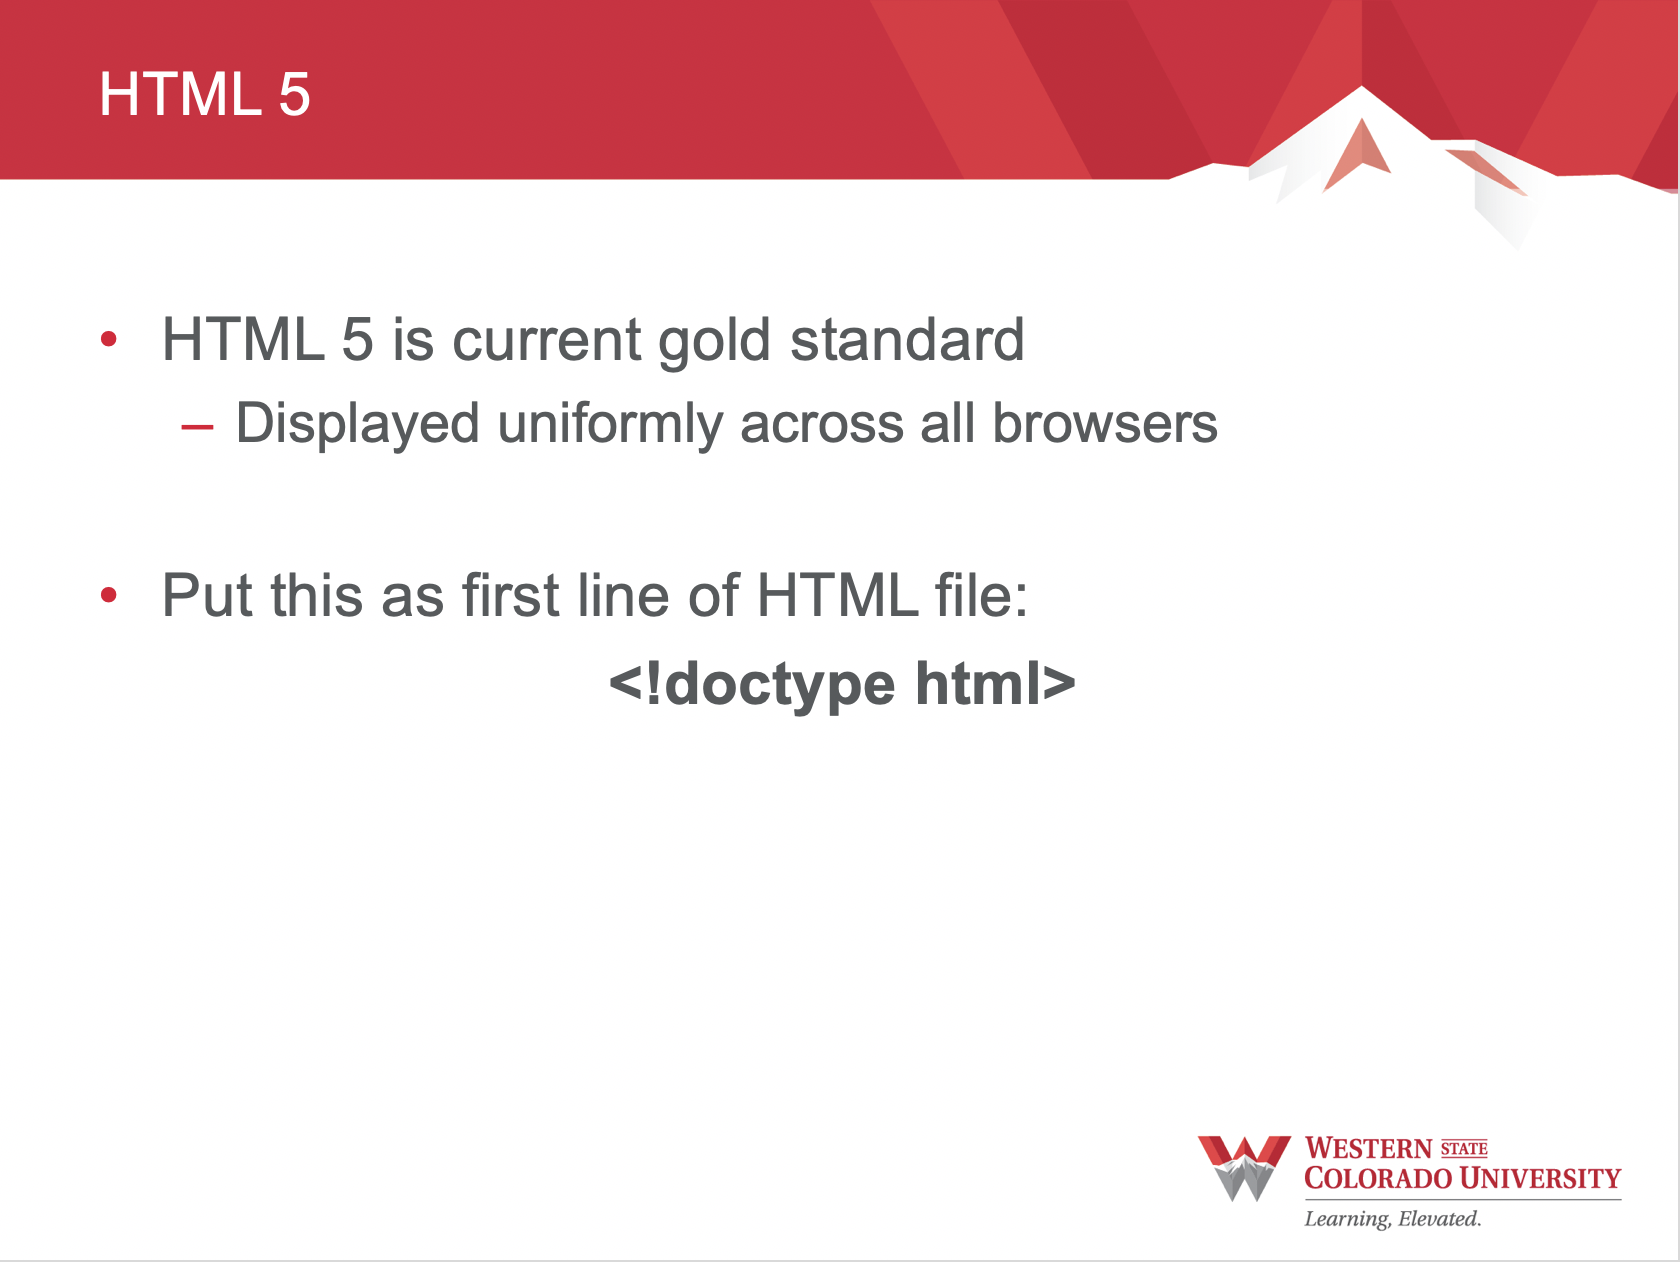 HTML 5
• HTML 5 is current gold standard
– Displayed uniformly across all browsers
• Put this as first line of HTML file:
<!doctype html>
WESTERN STATE
COLORADO UNIVERSITY
Learning, Elevated.